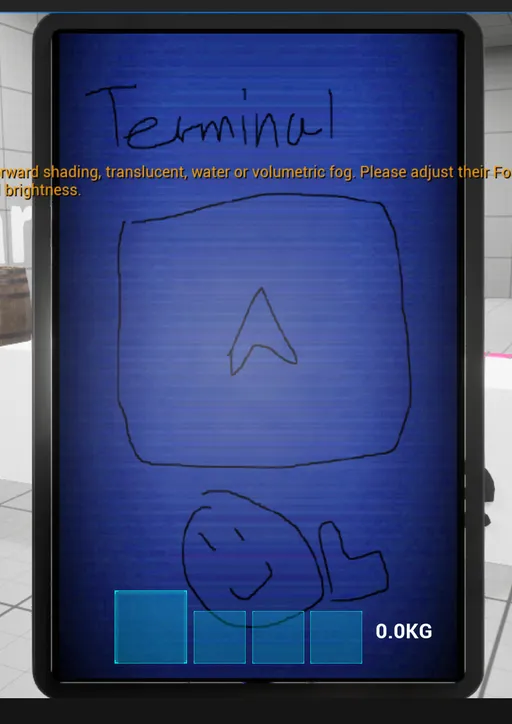 Terminal
rward shading, translucent, water or volumetric fog. Please adjust their Fo
brightness.
0.0KG